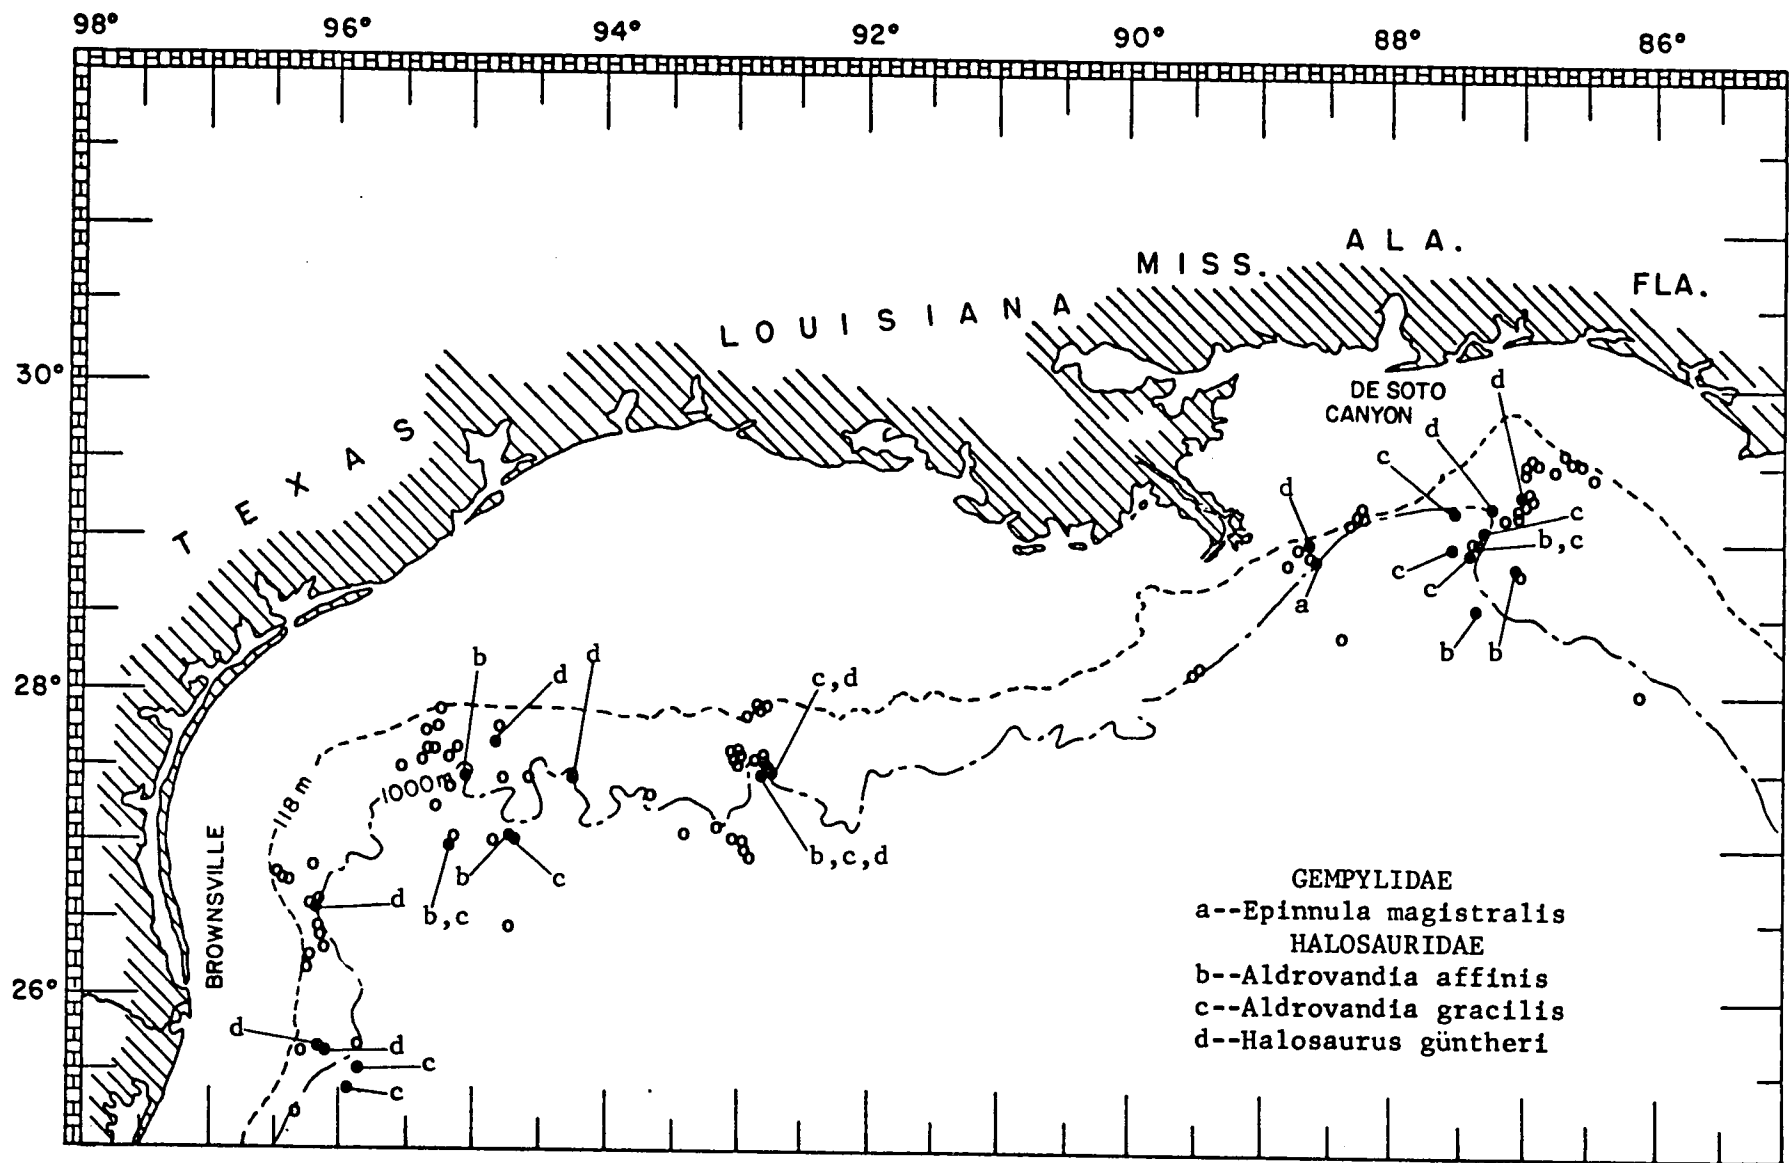 98° 96° 94° 92° 90° 88° 86°
ALA.
MISS.
FLA.
LOUISIANA
TEXAS
30°
DE SOTO
CANYON
d
d
c
d
c
b,c
c
c
a
b
b
28°
b
d
d
c,d
1000m
118 m
BROWNSVILLE
b
c
b,c,d
d
b,c
GEMPYLIDAE
a--Epinnula magistralis
HALOSAURIDAE
b--Aldrovandia affinis
c--Aldrovandia gracilis
d--Halosaurus güntheri
26°
d
d
c
c